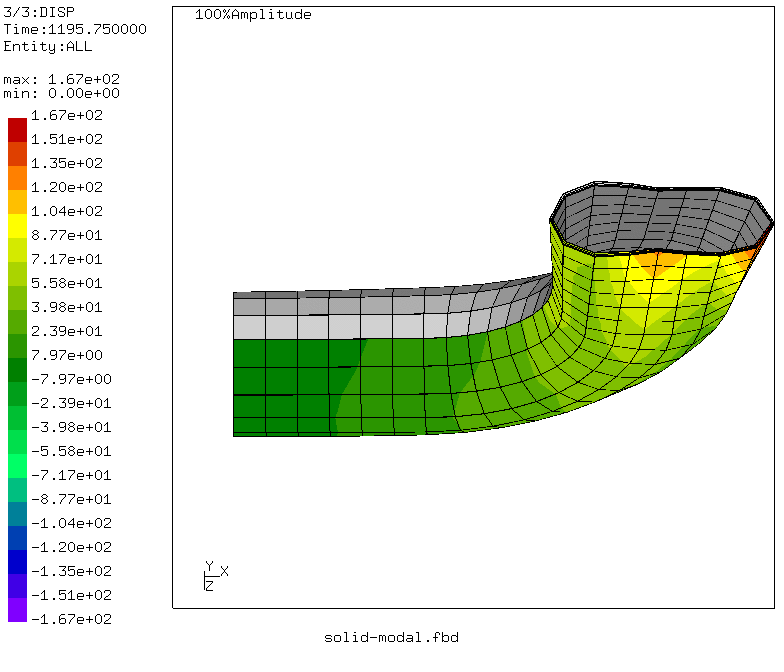 3/3:DISP
Time:1195.750000
Entity:ALL
max: 1.67e+02
min: 0.00e+00
1.67e+02
1.51e+02
1.35e+02
1.20e+02
1.04e+02
8.77e+01
7.17e+01
5.58e+01
3.98e+01
2.39e+01
7.97e+00
-7.97e+00
-2.39e+01
-3.98e+01
-5.58e+01
-7.17e+01
-8.77e+01
-1.04e+02
-1.20e+02
-1.35e+02
-1.51e+02
-1.67e+02
100%Amplitude
Y
X
Z
solid-modal.fbd